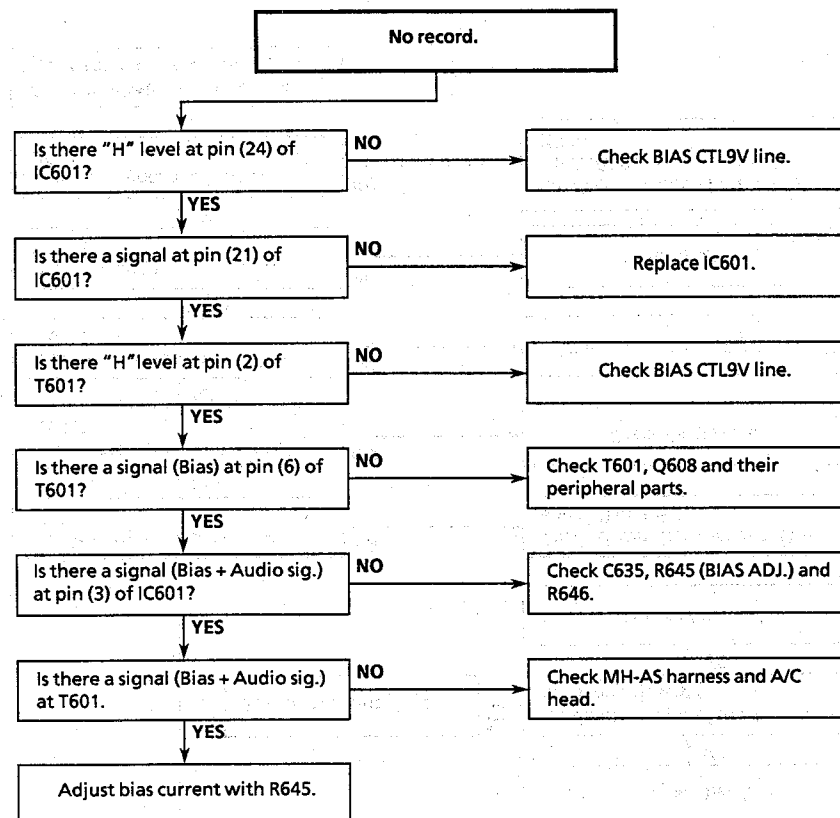 No record.
Is there "H" level at pin (24) of
IC601?
NO
Check BIAS CTL9V line.
YES
Is there a signal at pin (21) of
IC601?
NO
Replace IC601.
YES
Is there "H" level at pin (2) of
T601?
NO
Check BIAS CTL9V line.
YES
Is there a signal (Bias) at pin (6) of
T601?
NO
Check T601, Q608 and their
peripheral parts.
YES
Is there a signal (Bias + Audio sig.)
at pin (3) of IC601?
NO
Check C635, R645 (BIAS ADJ.) and
R646.
YES
Is there a signal (Bias + Audio sig.)
at T601.
NO
Check MH-AS harness and A/C
head.
YES
Adjust bias current with R645.